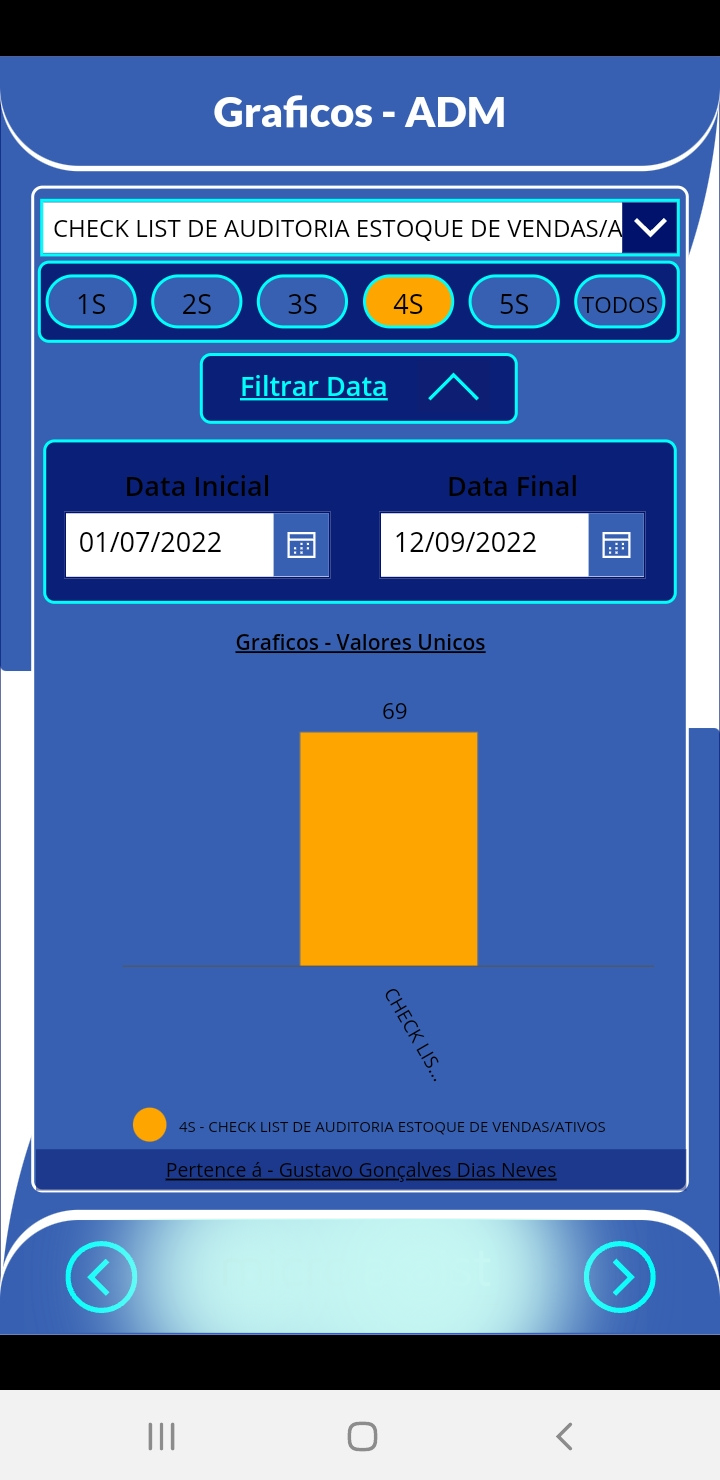 Graficos - ADM
CHECK LIST DE AUDITORIA ESTOQUE DE VENDAS/A
1S 2S 3S 4S 5S TODOS
Filtrar Data
Data Inicial Data Final
01/07/2022 12/09/2022
Graficos - Valores Unicos
69
CHECK LIS...
4S - CHECK LIST DE AUDITORIA ESTOQUE DE VENDAS/ATIVOS
Pertence á - Gustavo Gonçalves Dias Neves